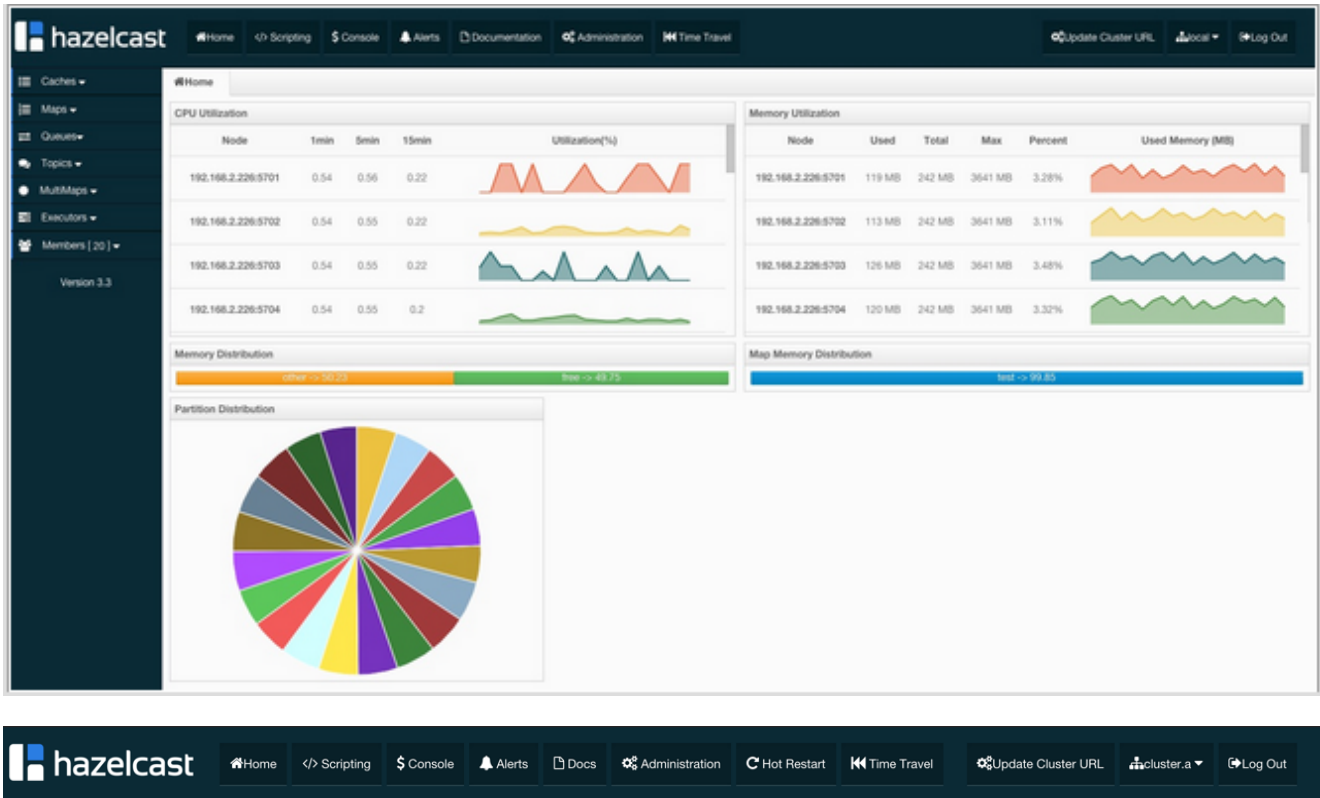 hazelcast Home </> Scripting $ Console Alerts Documentation Administration Time Travel Update Cluster URL local Log Out
Caches
Maps
Queues
Topics
MultiMaps
Executors
Members [ 20 ]
Version 3.3
Home
CPU Utilization
Node 1min 5min 15min Utilization(%)
192.168.2.226:5701 0.54 0.56 0.22
192.168.2.226:5702 0.54 0.55 0.22
192.168.2.226:5703 0.54 0.55 0.22
192.168.2.226:5704 0.54 0.55 0.2
Memory Utilization
Node Used Total Max Percent Used Memory (MB)
192.168.2.226:5701 119 MB 242 MB 3641 MB 3.28%
192.168.2.226:5702 113 MB 242 MB 3641 MB 3.11%
192.168.2.226:5703 126 MB 242 MB 3641 MB 3.48%
192.168.2.226:5704 120 MB 242 MB 3641 MB 3.32%
Memory Distribution
other -> 50.23 free -> 49.75
Map Memory Distribution
test -> 99.85
Partition Distribution
hazelcast Home </> Scripting $ Console Alerts Docs Administration Hot Restart Time Travel Update Cluster URL cluster.a Log Out